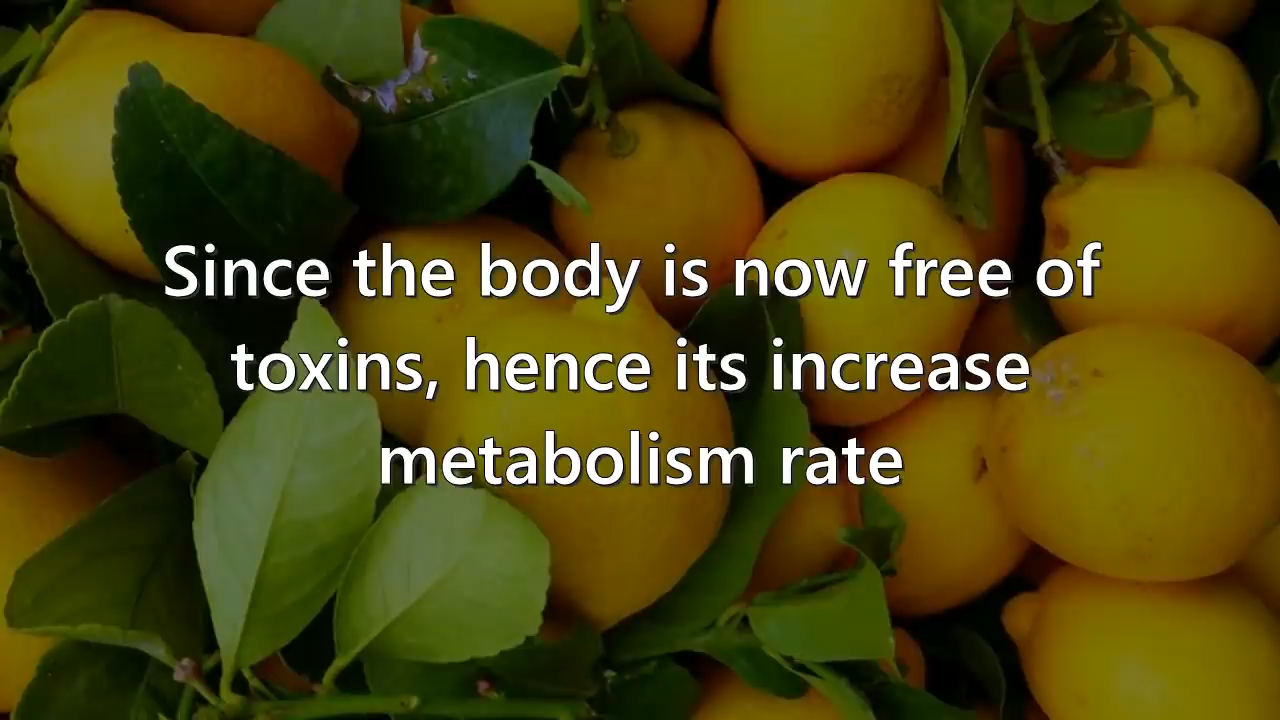 Since the body is now free of
toxins, hence its increase
metabolism rate